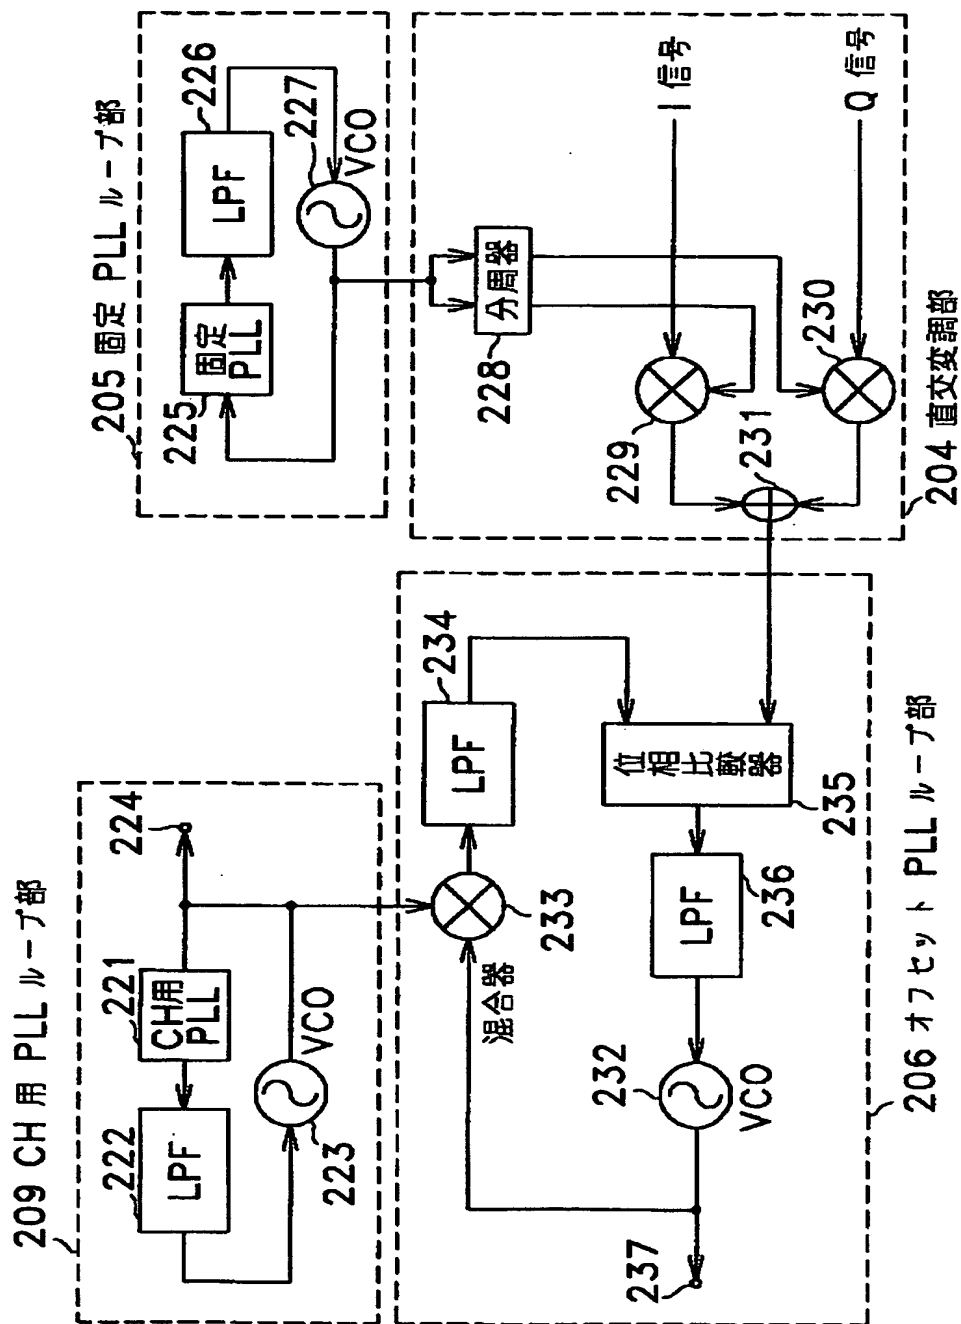 209 CH用 PLL ループ部
222
LPF
221
CH用
PLL
224
223
VCO
205 固定 PLL ループ部
225
固定
PLL
226
LPF
227
VCO
228
分周器
I 信号
Q 信号
229
230
231
204 直交変調部
混合器
233
234
LPF
位相比較器
235
236
LPF
232
VCO
237
206 オフセット PLL ループ部